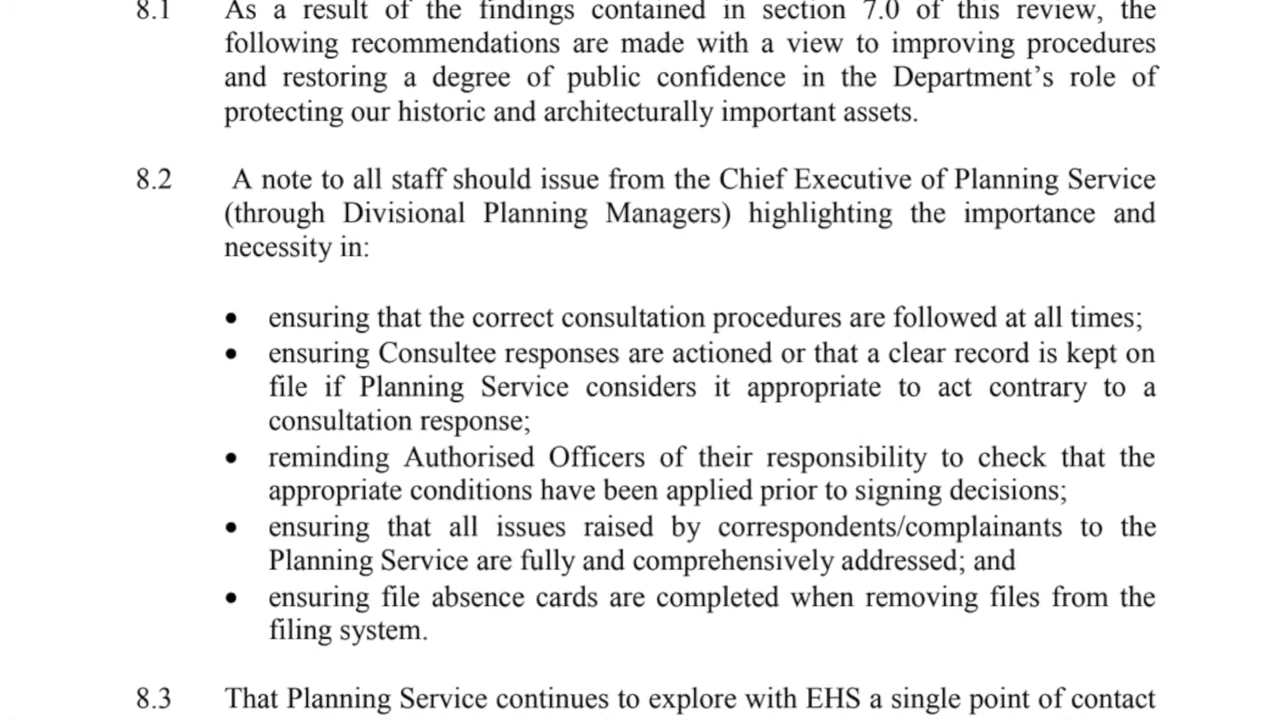 8.1 As a result of the findings contained in section 7.0 of this review, the
following recommendations are made with a view to improving procedures
and restoring a degree of public confidence in the Department’s role of
protecting our historic and architecturally important assets.
8.2 A note to all staff should issue from the Chief Executive of Planning Service
(through Divisional Planning Managers) highlighting the importance and
necessity in:
• ensuring that the correct consultation procedures are followed at all times;
• ensuring Consultee responses are actioned or that a clear record is kept on
file if Planning Service considers it appropriate to act contrary to a
consultation response;
• reminding Authorised Officers of their responsibility to check that the
appropriate conditions have been applied prior to signing decisions;
• ensuring that all issues raised by correspondents/complainants to the
Planning Service are fully and comprehensively addressed; and
• ensuring file absence cards are completed when removing files from the
filing system.
8.3 That Planning Service continues to explore with EHS a single point of contact